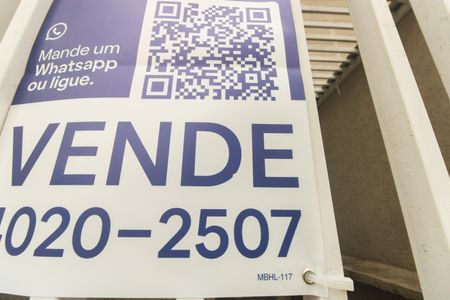 Mande um
Whatsapp
ou ligue.
VENDE
4020-2507
MBHL-117